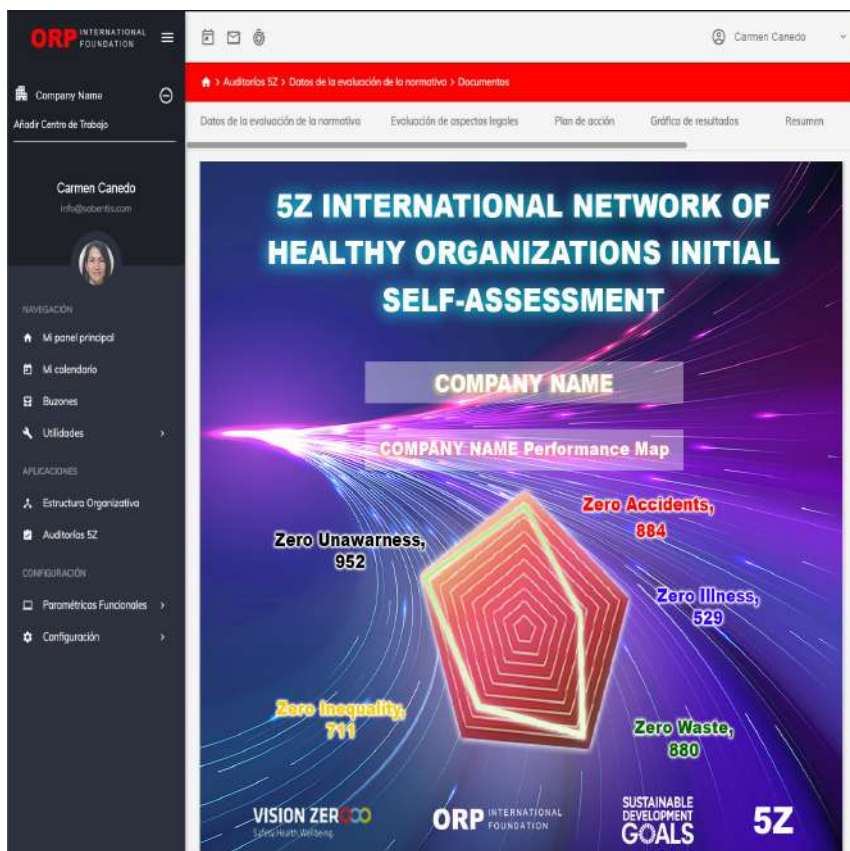 ORP INTERNATIONAL FOUNDATION
Carmen Canedo
Company Name
Añadir Centro de Trabajo
Carmen Canedo
info@sabentis.com
NAVEGACIÓN
Mi panel principal
Mi calendario
Buzones
Utilidades
APLICACIONES
Estructura Organizativa
Auditorías 5Z
CONFIGURACIÓN
Paramétricas Funcionales
Configuración
> Auditorías 5Z > Datos de la evaluación de la normativa > Documentos
Datos de la evaluación de la normativa
Evaluación de aspectos legales
Plan de acción
Gráfica de resultados
Resumen
5Z INTERNATIONAL NETWORK OF
HEALTHY ORGANIZATIONS INITIAL
SELF-ASSESSMENT
COMPANY NAME
COMPANY NAME Performance Map
Zero Accidents,
884
Zero Unawarness,
952
Zero Illness,
529
Zero Inequality,
711
Zero Waste,
880
VISION ZERO
Safety.Health.Wellbeing.
ORP INTERNATIONAL FOUNDATION
SUSTAINABLE
DEVELOPMENT
GOALS
5Z